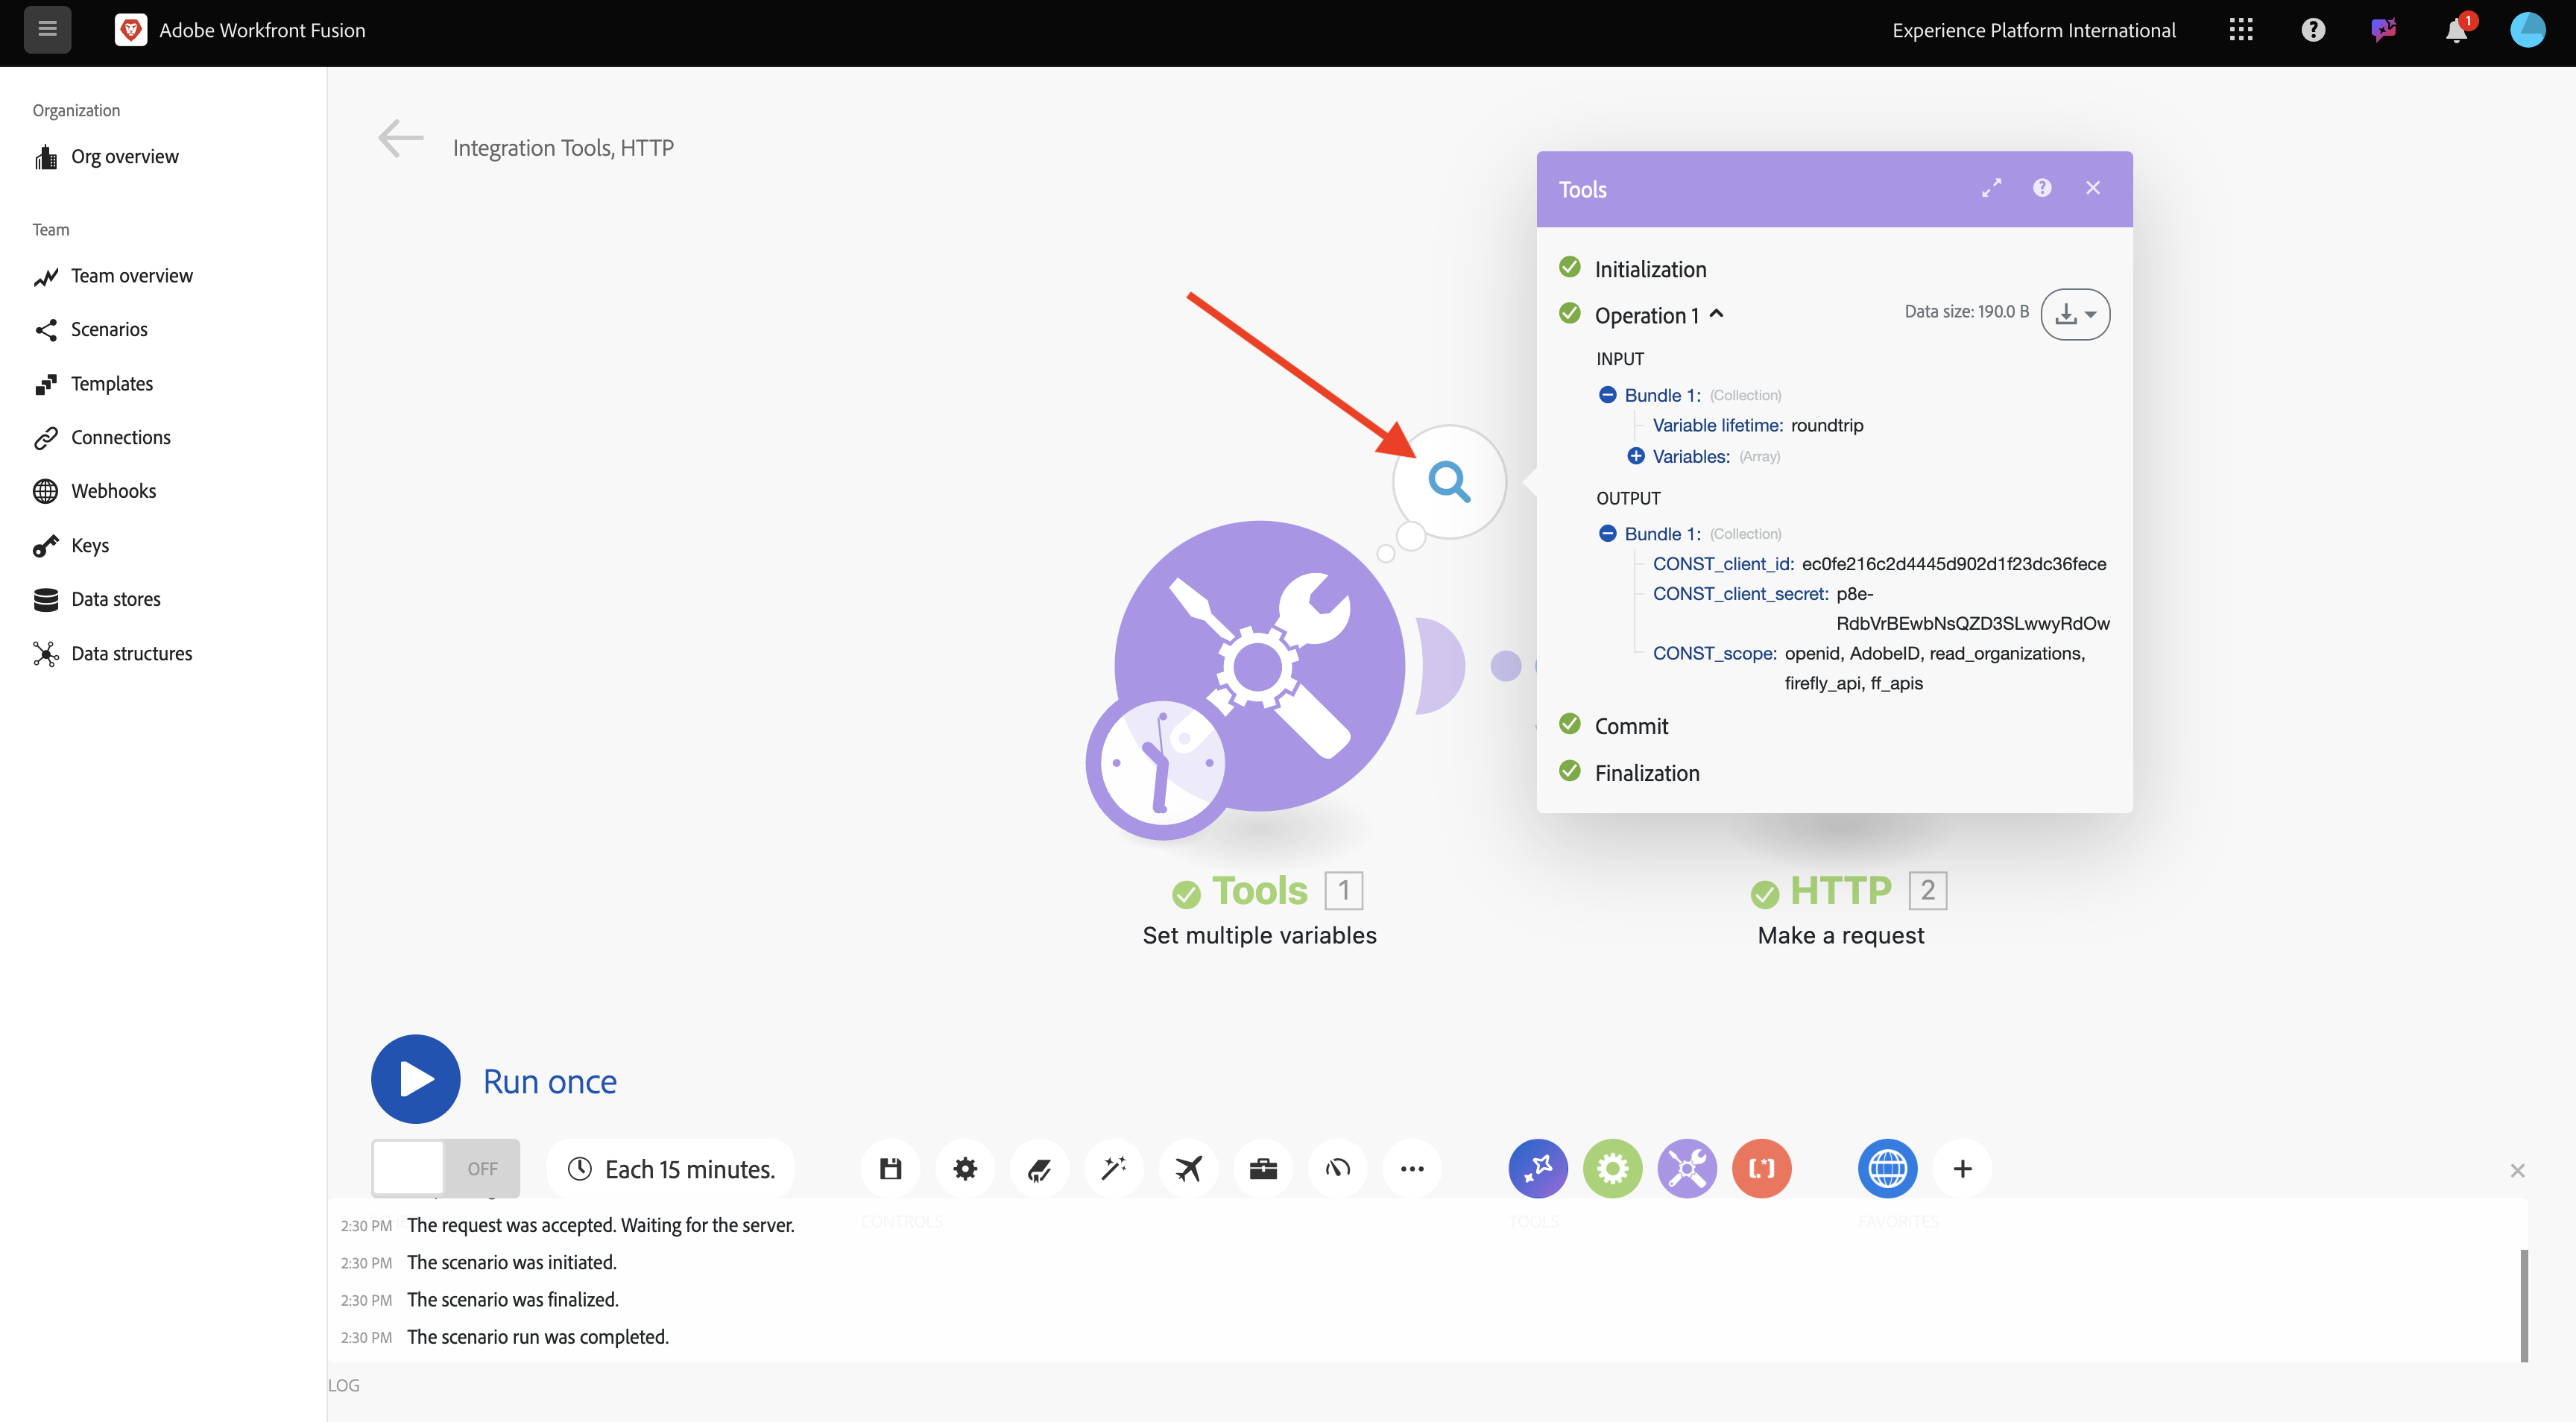 Adobe Workfront Fusion
Experience Platform International
1
Organization
Org overview
Team
Team overview
Scenarios
Templates
Connections
Webhooks
Keys
Data stores
Data structures
Integration Tools, HTTP
Tools
Initialization
Operation 1
Data size: 190.0 B
INPUT
Bundle 1: (Collection)
Variable lifetime: roundtrip
Variables: (Array)
OUTPUT
Bundle 1: (Collection)
CONST_client_id: ec0fe216c2d4445d902d1f23dc36fece
CONST_client_secret: p8e-
RdbVrBEwbNsQZD3SLwwyRdOw
CONST_scope: openid, AdobeID, read_organizations,
firefly_api, ff_apis
Commit
Finalization
Tools 1
Set multiple variables
HTTP 2
Make a request
Run once
OFF
Each 15 minutes.
CONTROLS
TOOLS
FAVORITES
2:30 PM The request was accepted. Waiting for the server.
2:30 PM The scenario was initiated.
2:30 PM The scenario was finalized.
2:30 PM The scenario run was completed.
LOG